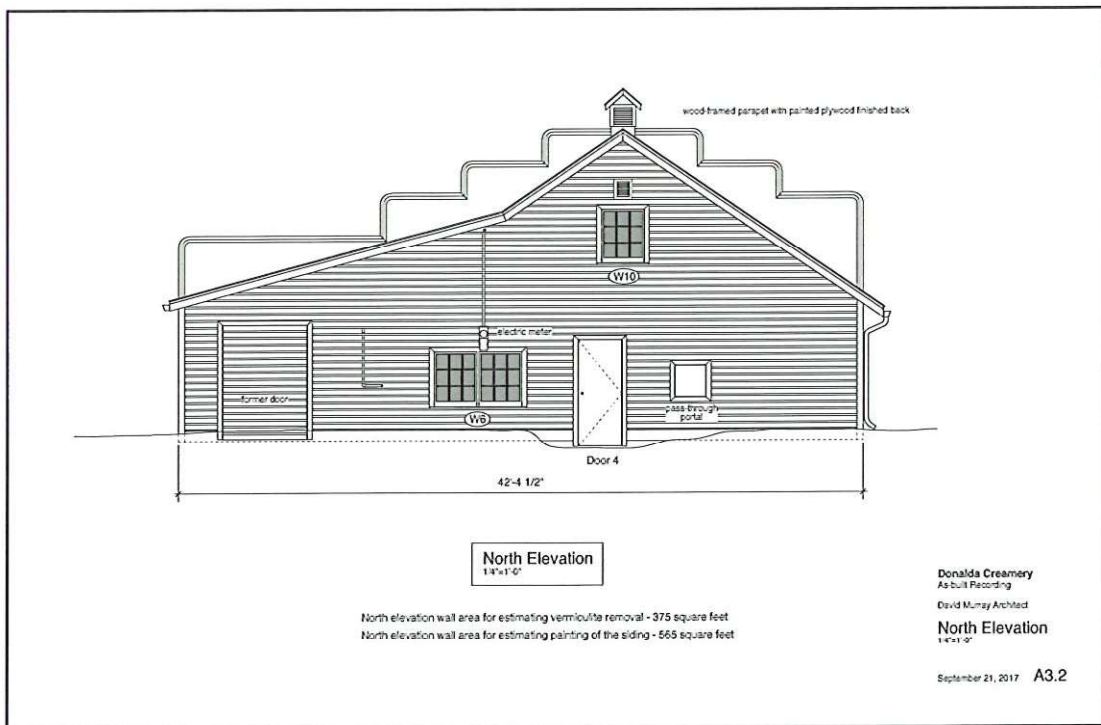 wood-framed parapet with painted plywood finished back
W10
electric meter
former door
W6
pass-through
portal
Door 4
42'-4 1/2"
North Elevation
1/4"=1'-0"
North elevation wall area for estimating vermiculite removal - 375 square feet
North elevation wall area for estimating painting of the siding - 565 square feet
Donalda Creamery
As-built Recording
David Murray Architect
North Elevation
1/4"=1'-0"
September 21, 2017 A3.2